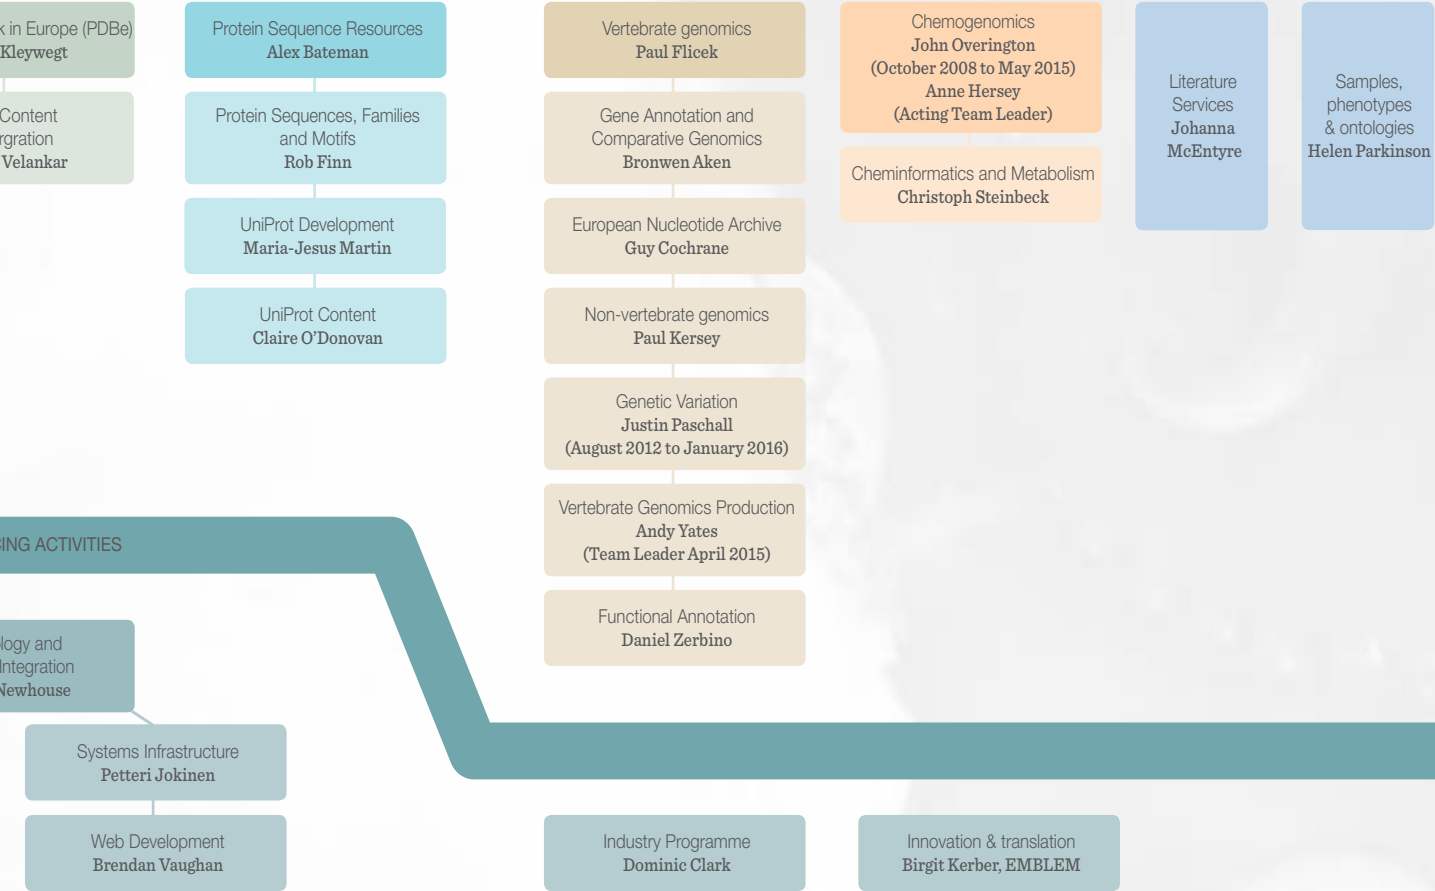 k in Europe (PDBe)
Kleywegt
Content
rgration
Velankar
Protein Sequence Resources
Alex Bateman
Protein Sequences, Families
and Motifs
Rob Finn
UniProt Development
Maria-Jesus Martin
UniProt Content
Claire O’Donovan
Vertebrate genomics
Paul Flicek
Gene Annotation and
Comparative Genomics
Bronwen Aken
European Nucleotide Archive
Guy Cochrane
Non-vertebrate genomics
Paul Kersey
Genetic Variation
Justin Paschall
(August 2012 to January 2016)
Vertebrate Genomics Production
Andy Yates
(Team Leader April 2015)
Functional Annotation
Daniel Zerbino
Chemogenomics
John Overington
(October 2008 to May 2015)
Anne Hersey
(Acting Team Leader)
Cheminformatics and Metabolism
Christoph Steinbeck
Literature
Services
Johanna
McEntyre
Samples,
phenotypes
& ontologies
Helen Parkinson
ING ACTIVITIES
logy and
Integration
Newhouse
Systems Infrastructure
Petteri Jokinen
Web Development
Brendan Vaughan
Industry Programme
Dominic Clark
Innovation & translation
Birgit Kerber, EMBLEM